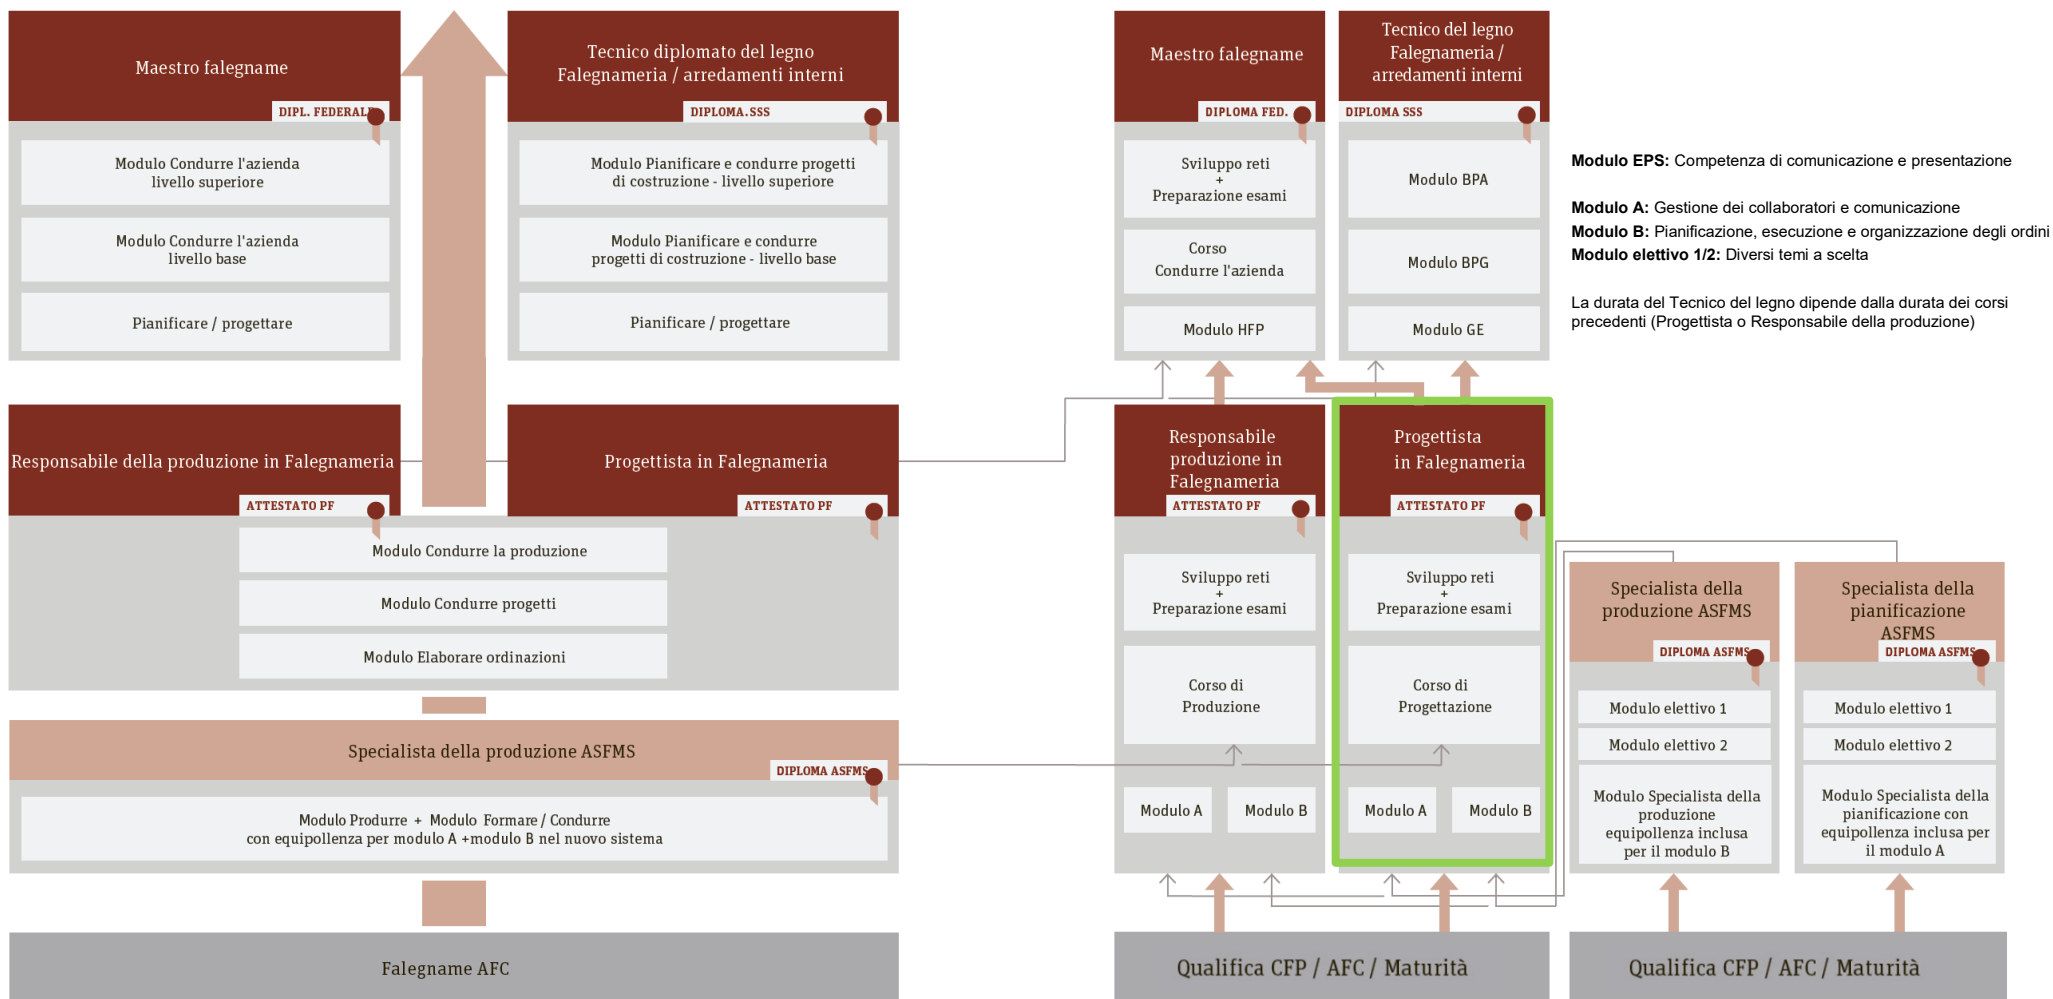 Maestro falegname
DIPL. FEDERALE
Modulo Condurre l'azienda
livello superiore
Modulo Condurre l'azienda
livello base
Pianificare / progettare
Tecnico diplomato del legno
Falegnameria / arredamenti interni
DIPLOMA.SSS
Modulo Pianificare e condurre progetti
di costruzione - livello superiore
Modulo Pianificare e condurre
progetti di costruzione - livello base
Pianificare / progettare
Responsabile della produzione in Falegnameria
ATTESTATO PF
Progettista in Falegnameria
ATTESTATO PF
Modulo Condurre la produzione
Modulo Condurre progetti
Modulo Elaborare ordinazioni
Specialista della produzione ASFMS
DIPLOMA ASFMS
Modulo Produrre + Modulo Formare / Condurre
con equipollenza per modulo A +modulo B nel nuovo sistema
Falegname AFC
Maestro falegname
DIPLOMA FED.
Sviluppo reti
+
Preparazione esami
Corso
Condurre l'azienda
Modulo HFP
Tecnico del legno
Falegnameria /
arredamenti interni
DIPLOMA SSS
Modulo BPA
Modulo BPG
Modulo GE
Responsabile
produzione in
Falegnameria
ATTESTATO PF
Sviluppo reti
+
Preparazione esami
Corso di
Produzione
Modulo A
Modulo B
Progettista
in Falegnameria
ATTESTATO PF
Sviluppo reti
+
Preparazione esami
Corso di
Progettazione
Modulo A
Modulo B
Qualifica CFP / AFC / Maturità
Modulo EPS: Competenza di comunicazione e presentazione
Modulo A: Gestione dei collaboratori e comunicazione
Modulo B: Pianificazione, esecuzione e organizzazione degli ordini
Modulo elettivo 1/2: Diversi temi a scelta
La durata del Tecnico del legno dipende dalla durata dei corsi
precedenti (Progettista o Responsabile della produzione)
Specialista della
produzione ASFMS
DIPLOMA ASFMS
Modulo elettivo 1
Modulo elettivo 2
Modulo Specialista della
produzione
equipollenza inclusa
per il modulo B
Specialista della
pianificazione
ASFMS
DIPLOMA ASFMS
Modulo elettivo 1
Modulo elettivo 2
Modulo Specialista della
pianificazione con
equipollenza inclusa per
il modulo A
Qualifica CFP / AFC / Maturità